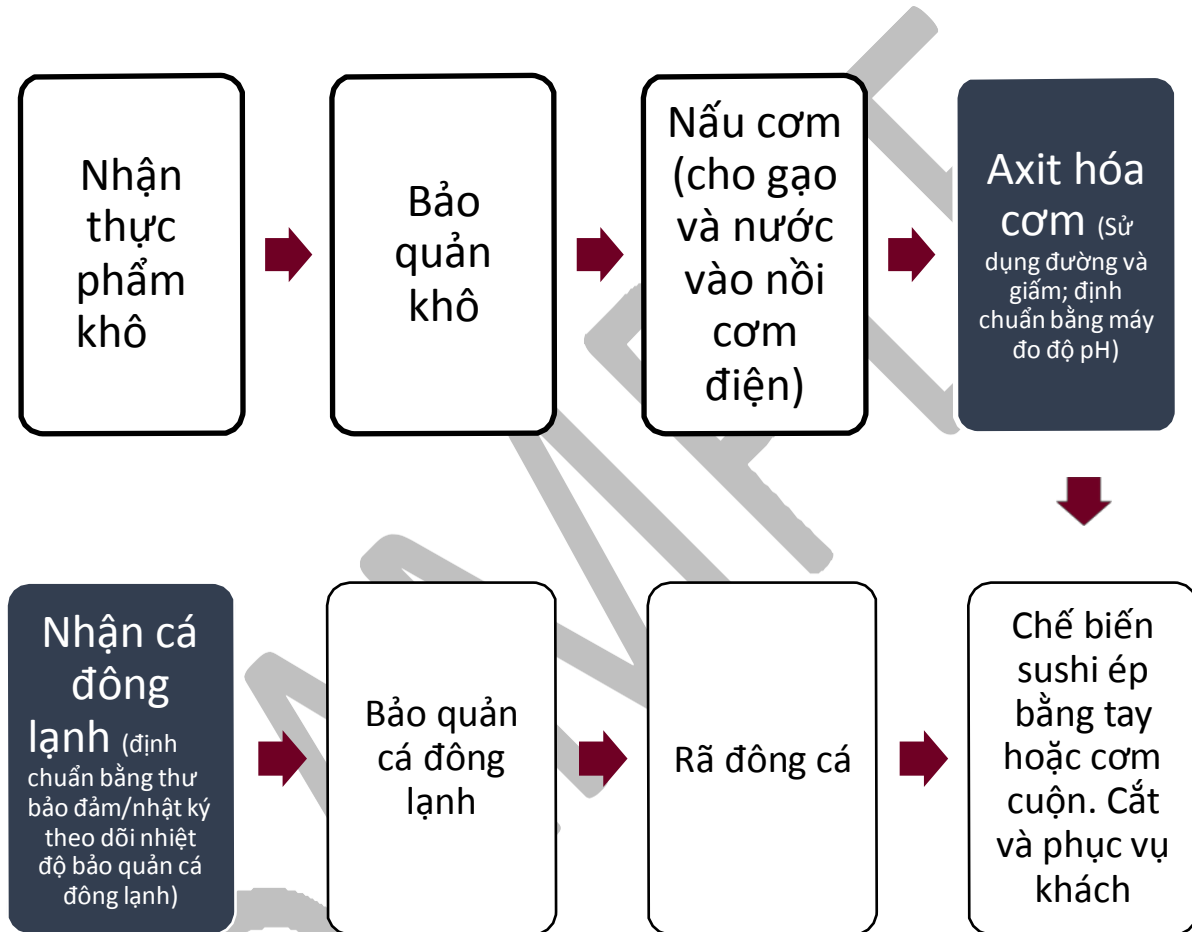 Nhận
thực
phẩm
khô
Bảo
quản
khô
Nấu cơm
(cho gạo
và nước
vào nồi
cơm
điện)
Axit hóa
cơm (Sử
dụng đường và
giấm; định
chuẩn bằng máy
đo độ pH)
Nhận cá
đông
lạnh (định
chuẩn bằng thư
bảo đảm/nhật ký
theo dõi nhiệt
độ bảo quản cá
đông lạnh)
Bảo quản
cá đông
lạnh
Rã đông cá
Chế biến
sushi ép
bằng tay
hoặc cơm
cuộn. Cắt
và phục vụ
khách